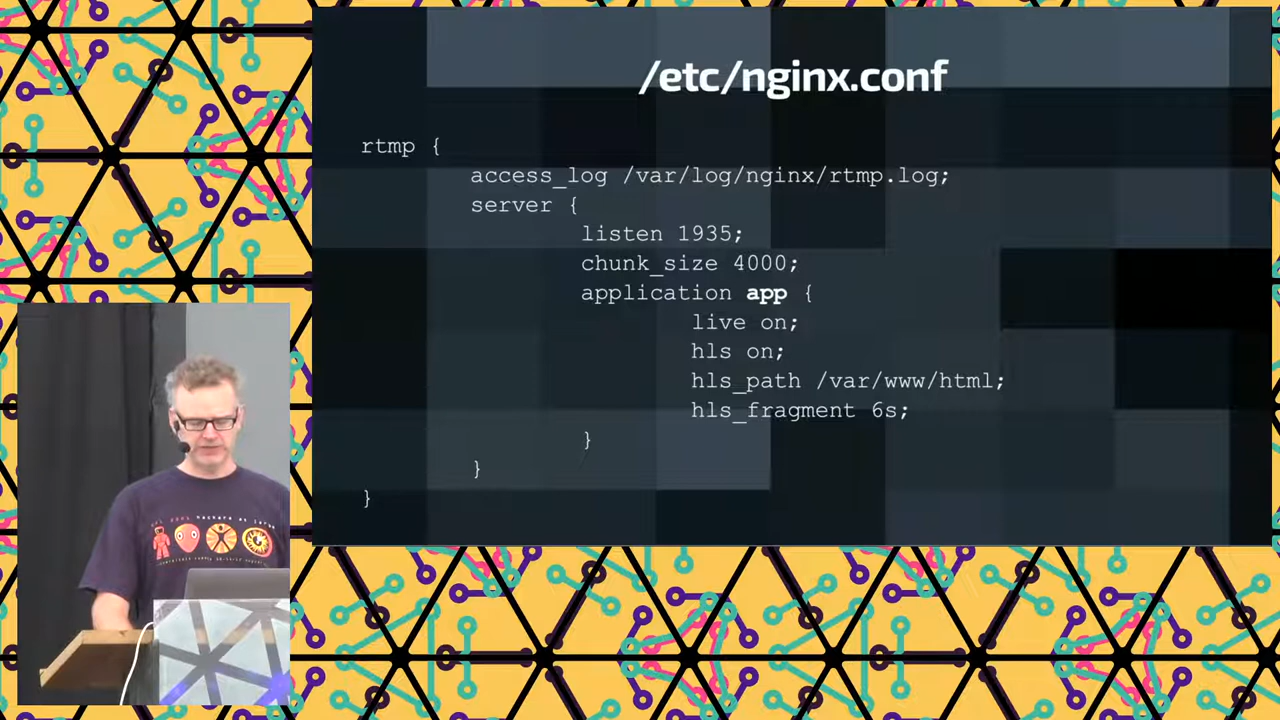 /etc/nginx.conf
rtmp {
access_log /var/log/nginx/rtmp.log;
server {
listen 1935;
chunk_size 4000;
application app {
live on;
hls on;
hls_path /var/www/html;
hls_fragment 6s;
}
}
}